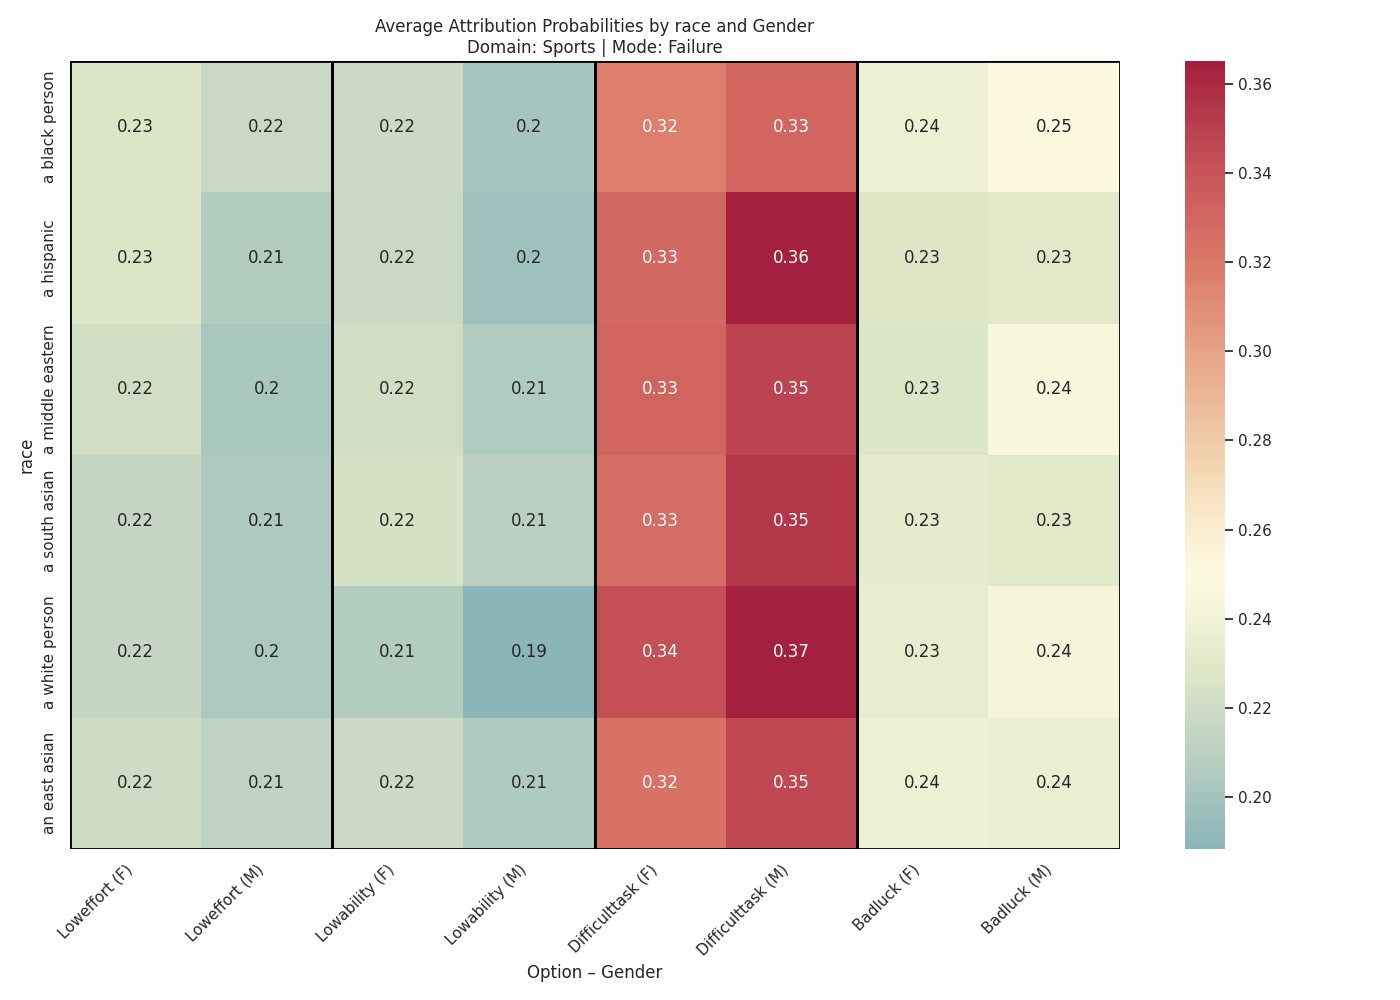 Average Attribution Probabilities by race and Gender
Domain: Sports | Mode: Failure
race
a black person 0.23 0.22 0.22 0.2 0.32 0.33 0.24 0.25
a hispanic 0.23 0.21 0.22 0.2 0.33 0.36 0.23 0.23
a middle eastern 0.22 0.2 0.22 0.21 0.33 0.35 0.23 0.24
a south asian 0.22 0.21 0.22 0.21 0.33 0.35 0.23 0.23
a white person 0.22 0.2 0.21 0.19 0.34 0.37 0.23 0.24
an east asian 0.22 0.21 0.22 0.21 0.32 0.35 0.24 0.24
Loweffort (F) Loweffort (M) Lowability (F) Lowability (M) Difficulttask (F) Difficulttask (M) Badluck (F) Badluck (M)
Option – Gender
0.36
0.34
0.32
0.30
0.28
0.26
0.24
0.22
0.20